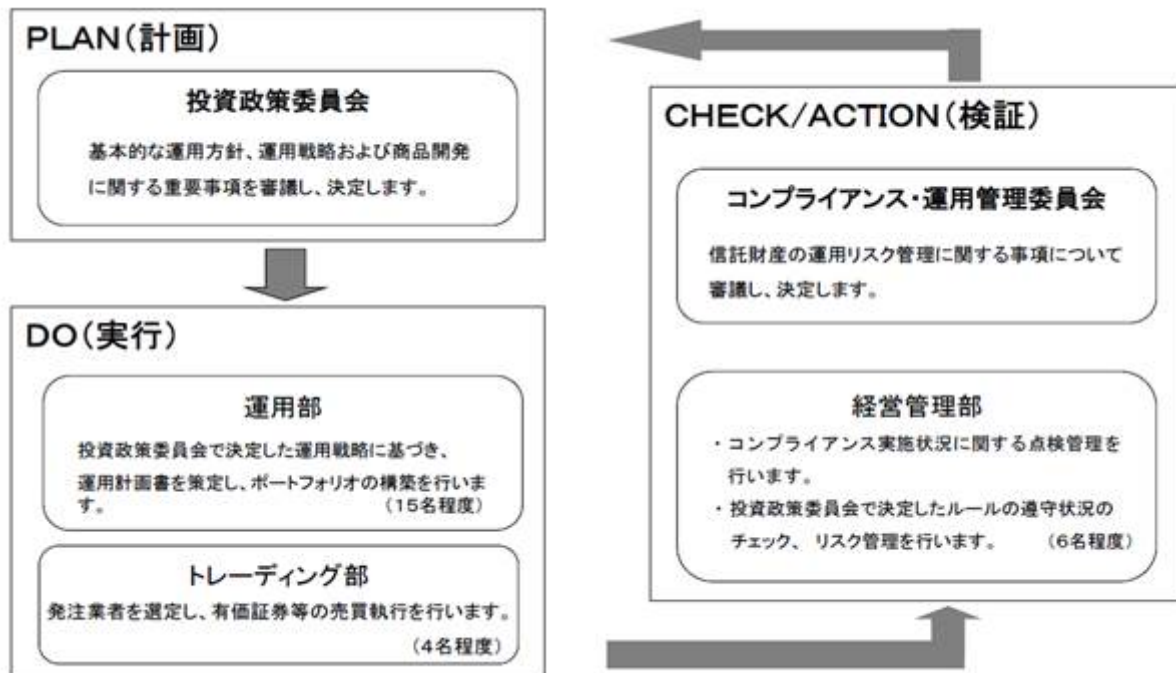 PLAN(計画)
投資政策委員会
基本的な運用方針、運用戦略および商品開発
に関する重要事項を審議し、決定します。
DO(実行)
運用部
投資政策委員会で決定した運用戦略に基づき、
運用計画書を策定し、ポートフォリオの構築を行いま
す。 (15名程度)
トレーディング部
発注業者を選定し、有価証券等の売買執行を行います。
(4名程度)
CHECK/ACTION(検証)
コンプライアンス・運用管理委員会
信託財産の運用リスク管理に関する事項について
審議し、決定します。
経営管理部
・コンプライアンス実施状況に関する点検管理を
行います。
・投資政策委員会で決定したルールの遵守状況の
チェック、 リスク管理を行います。 (6名程度)